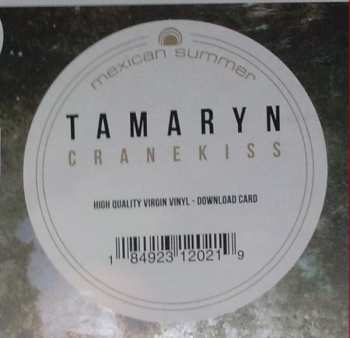 mexican summer
TAMARYN
CRANEKISS
HIGH QUALITY VIRGIN VINYL - DOWNLOAD CARD
1 84923 12021 9